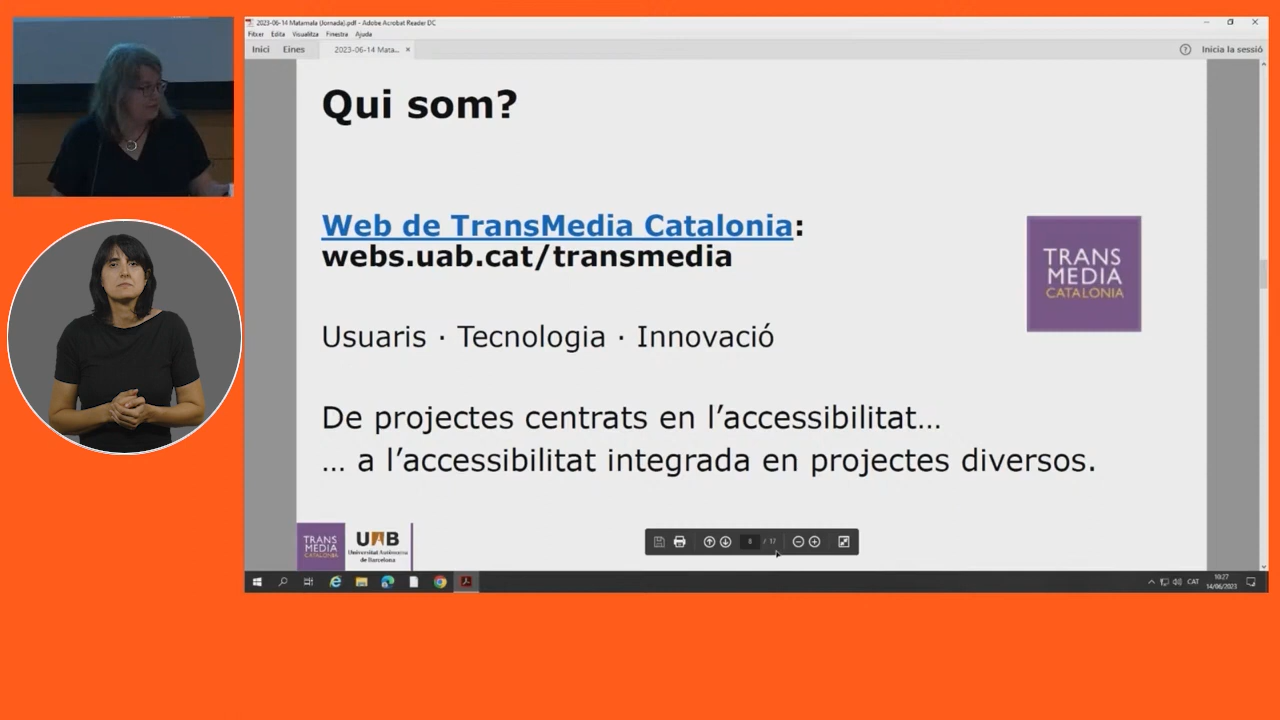 2023-06-14 Matamala (Jornada).pdf - Adobe Acrobat Reader DC
Fitxer Edita Visualitza Finestra Ajuda
Inici Eines 2023-06-14 Mata... × Inicia la sessió
Qui som?
Web de TransMedia Catalonia:
webs.uab.cat/transmedia
TRANS
MEDIA
CATALONIA
Usuaris · Tecnologia · Innovació
De projectes centrats en l’accessibilitat…
… a l’accessibilitat integrada en projectes diversos.
TRANS
MEDIA
CATALONIA
UAB
Universitat Autònoma
de Barcelona
8 / 17
CAT
10:27
14/06/2023